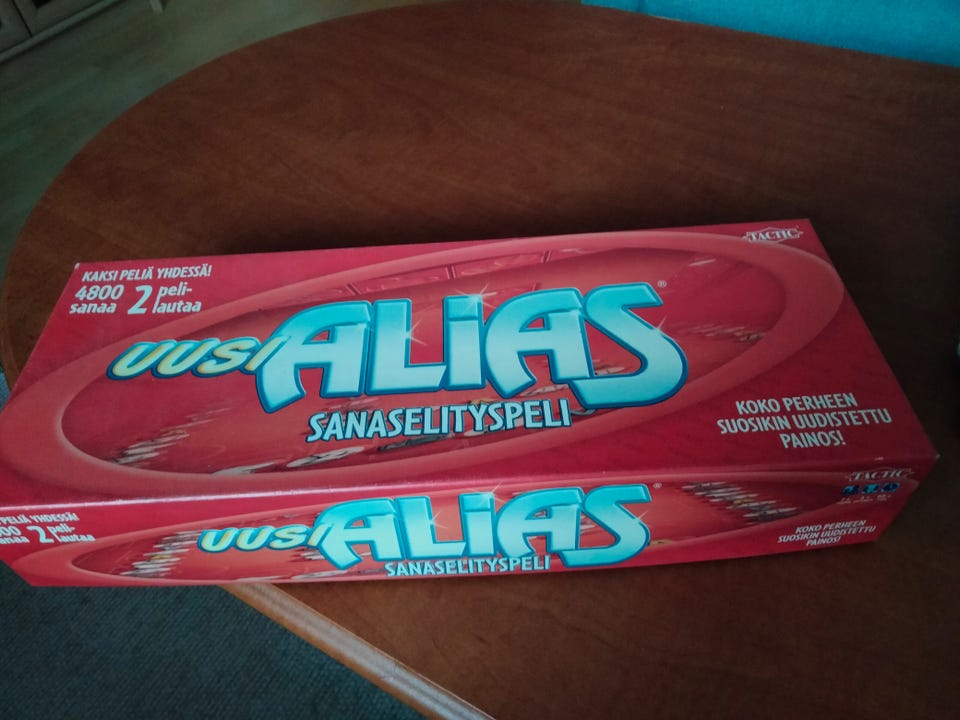 TACTIC
KAKSI PELIÄ YHDESSÄ!
4800 2 peli-
sanaa lautaa
UUSI ALIAS®
SANASELITYSPELI
KOKO PERHEEN
SUOSIKIN UUDISTETTU
PAINOS!
TACTIC
PELIÄ YHDESSÄ!
2 peli-
lautaa
UUSI ALIAS®
SANASELITYSPELI
KOKO PERHEEN
SUOSIKIN UUDISTETTU
PAINOS!